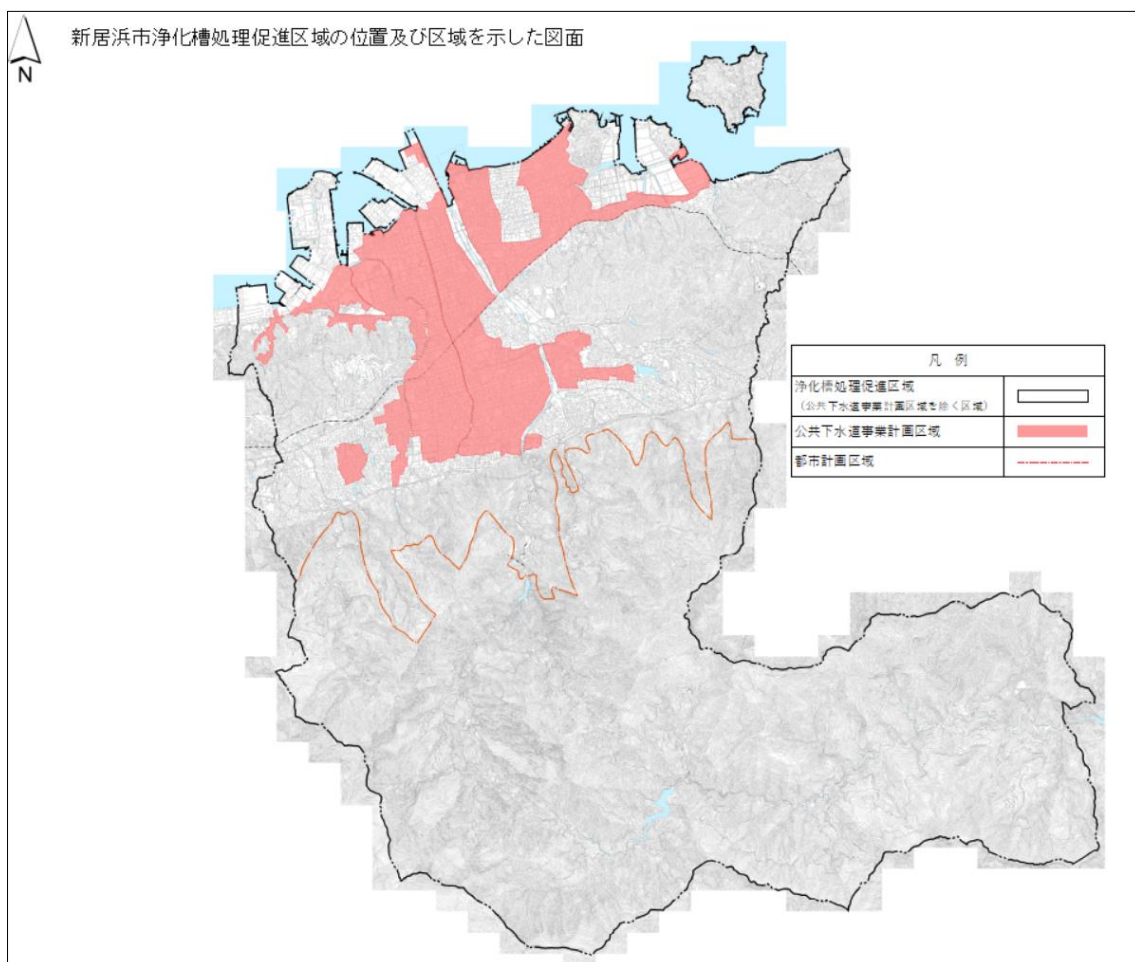 新居浜市浄化槽処理促進区域の位置及び区域を示した図面
N
凡 例
浄化槽処理促進区域
(公共下水道事業計画区域を除く区域)
公共下水道事業計画区域
都市計画区域